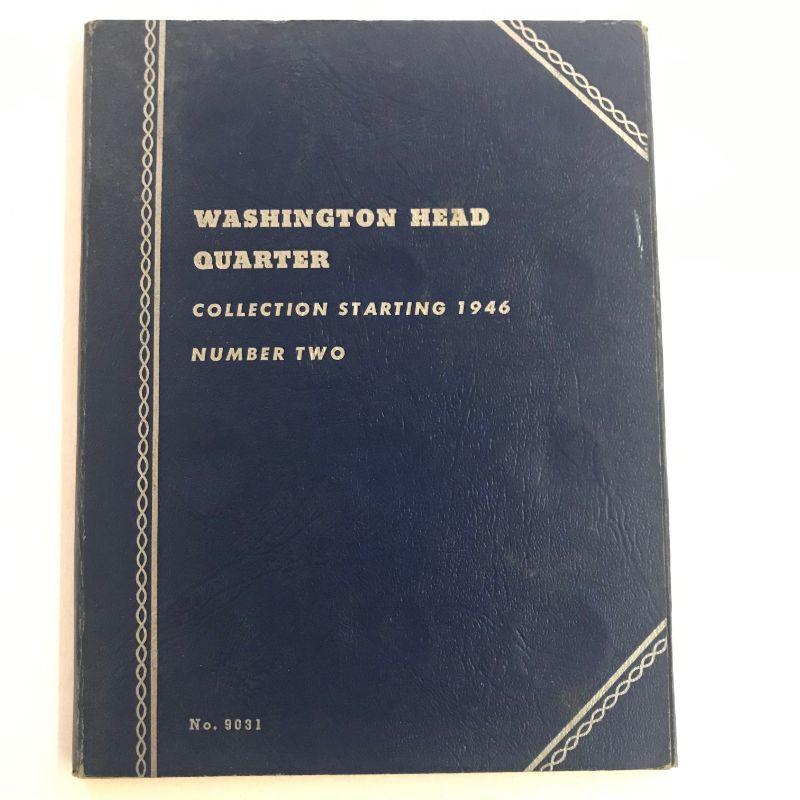 WASHINGTON HEAD
QUARTER
COLLECTION STARTING 1946
NUMBER TWO
No. 9031